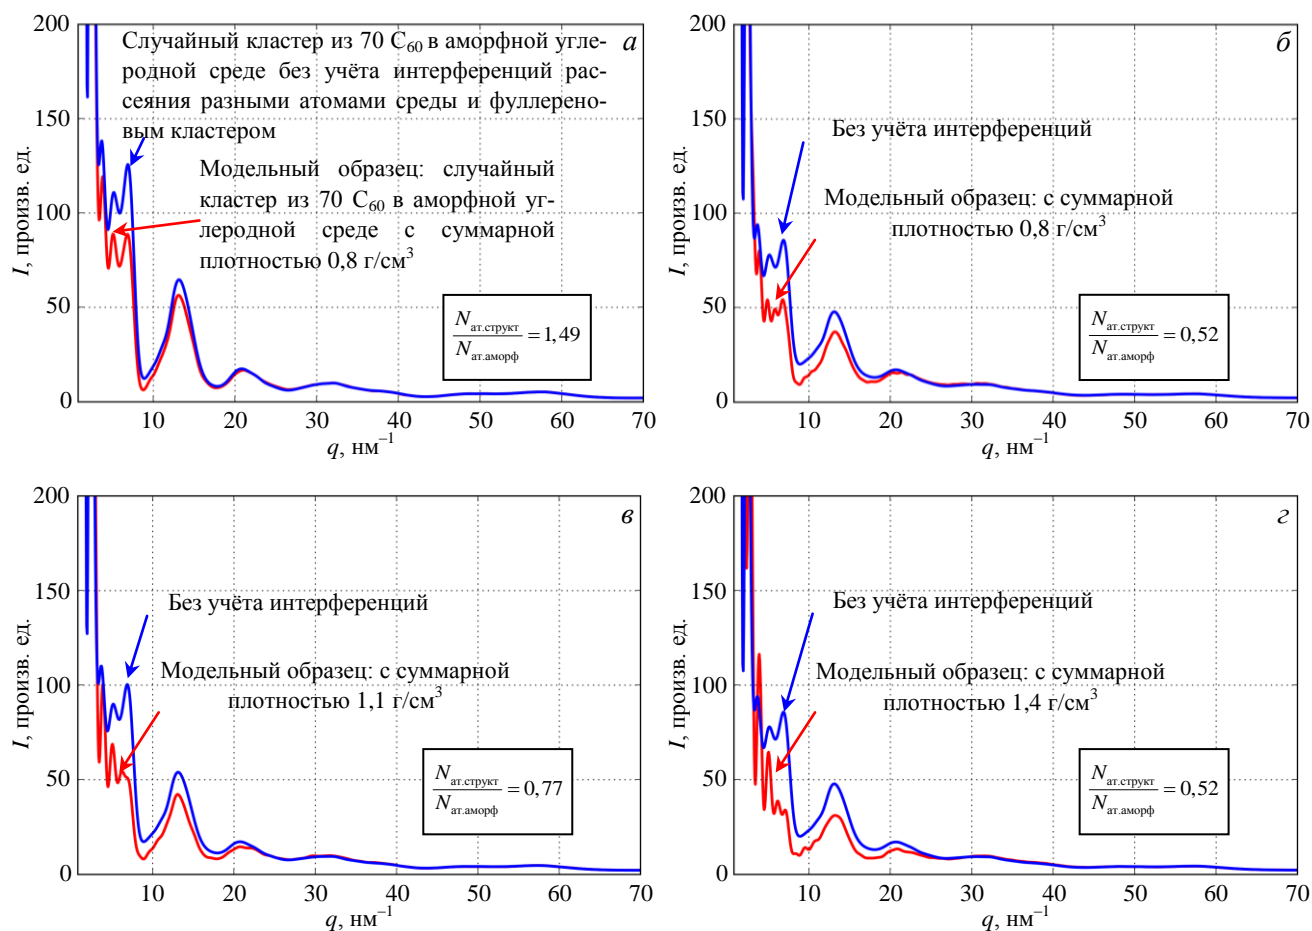 а
200
150
100
50
0
10
20
30
40
50
60
70
I, произв. ед.
q, нм–1
Случайный кластер из 70 C60 в аморфной угле-
родной среде без учёта интерференций рас-
сеяния разными атомами среды и фуллерено-
вым кластером
Модельный образец: случайный
кластер из 70 C60 в аморфной уг-
леродной среде с суммарной
плотностью 0,8 г/см3
Nат.структ
Nат.аморф
= 1,49
б
200
150
100
50
0
10
20
30
40
50
60
70
I, произв. ед.
q, нм–1
Без учёта интерференций
Модельный образец: с суммарной
плотностью 0,8 г/см3
Nат.структ
Nат.аморф
= 0,52
в
200
150
100
50
0
10
20
30
40
50
60
70
I, произв. ед.
q, нм–1
Без учёта интерференций
Модельный образец: с суммарной
плотностью 1,1 г/см3
Nат.структ
Nат.аморф
= 0,77
г
200
150
100
50
0
10
20
30
40
50
60
70
I, произв. ед.
q, нм–1
Без учёта интерференций
Модельный образец: с суммарной
плотностью 1,4 г/см3
Nат.структ
Nат.аморф
= 0,52